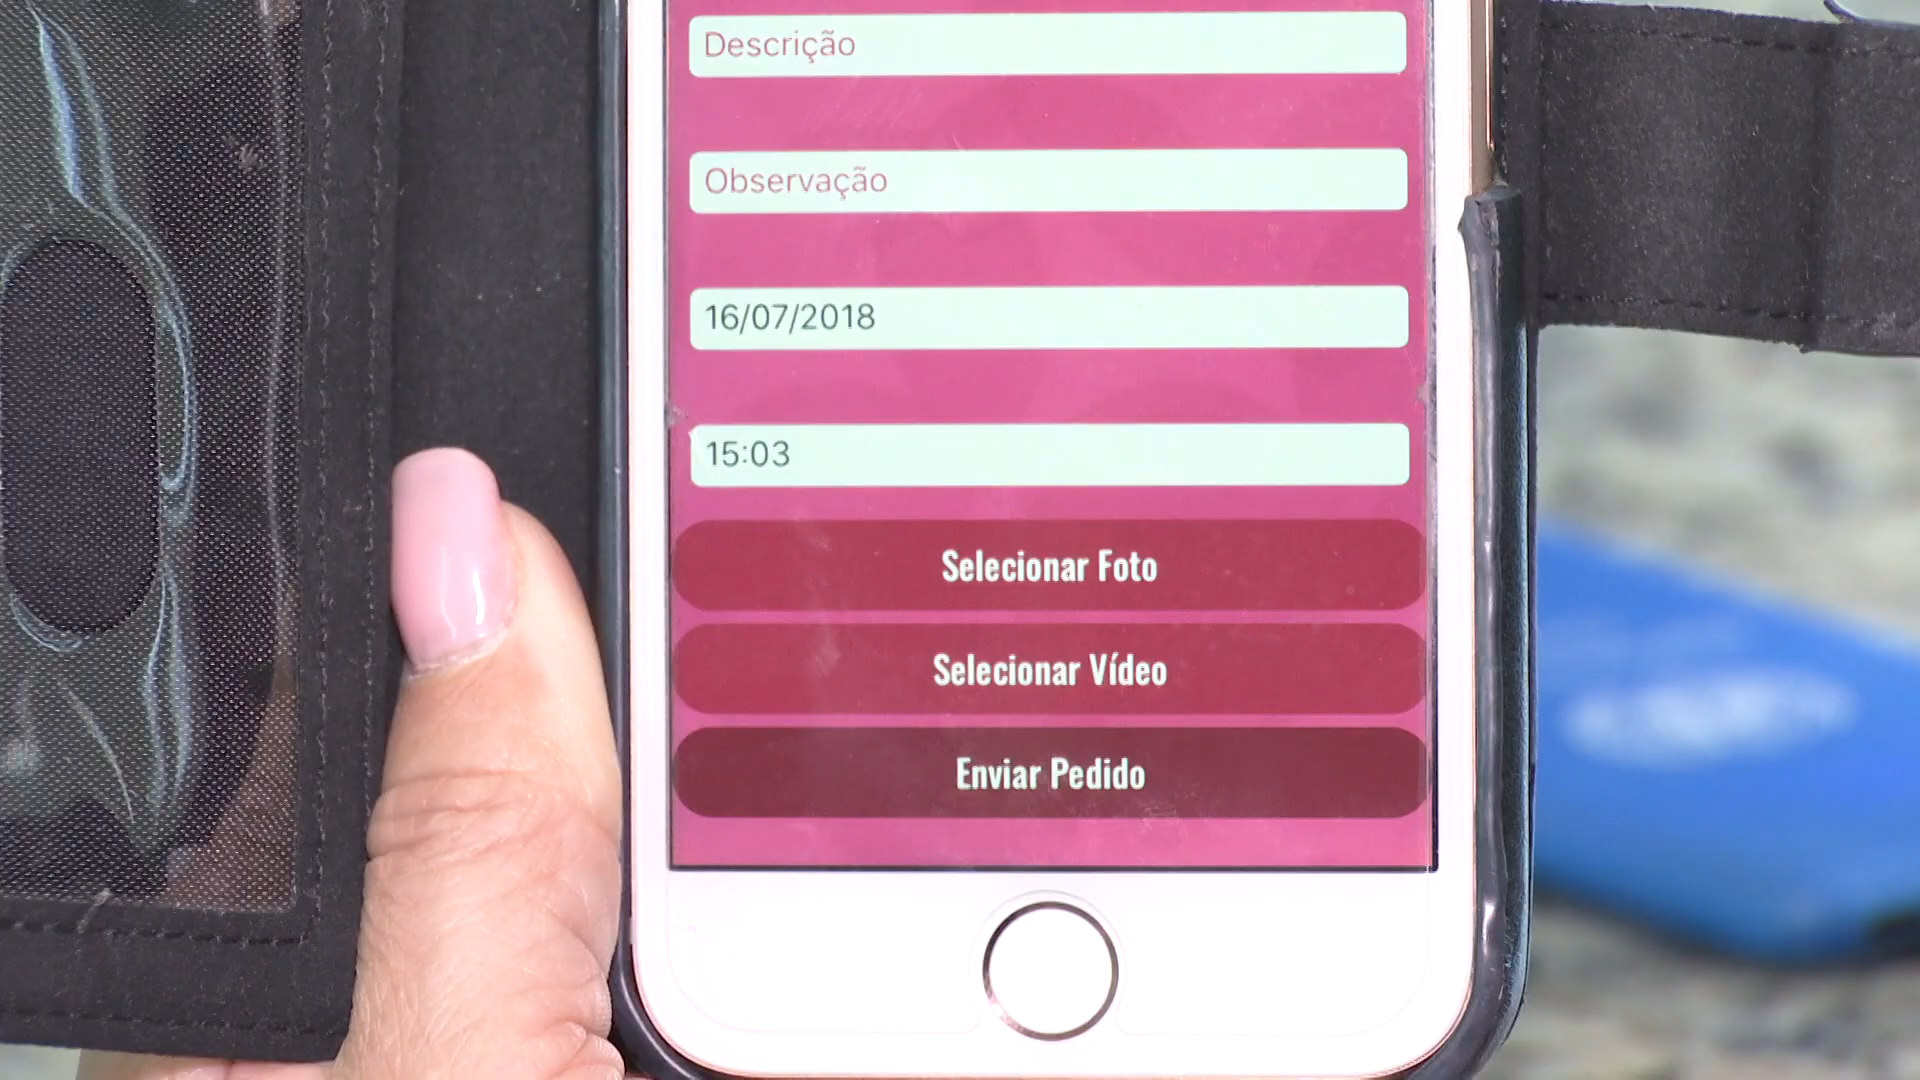 Descrição
Observação
16/07/2018
15:03
Selecionar Foto
Selecionar Vídeo
Enviar Pedido